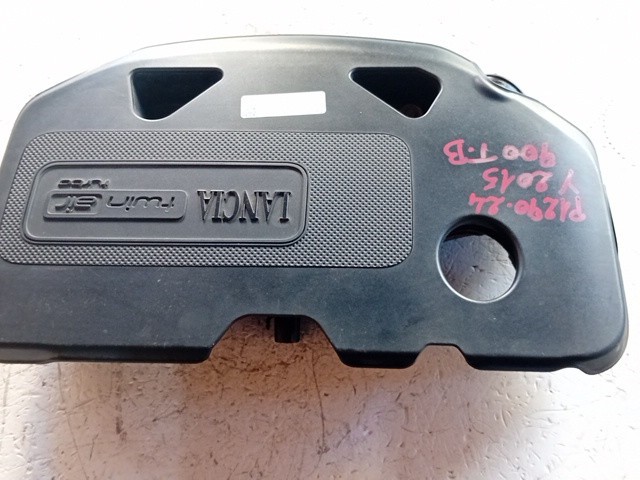 LANCIA
twin air
TURBO
P1290.24
Y 2015
900 T.B